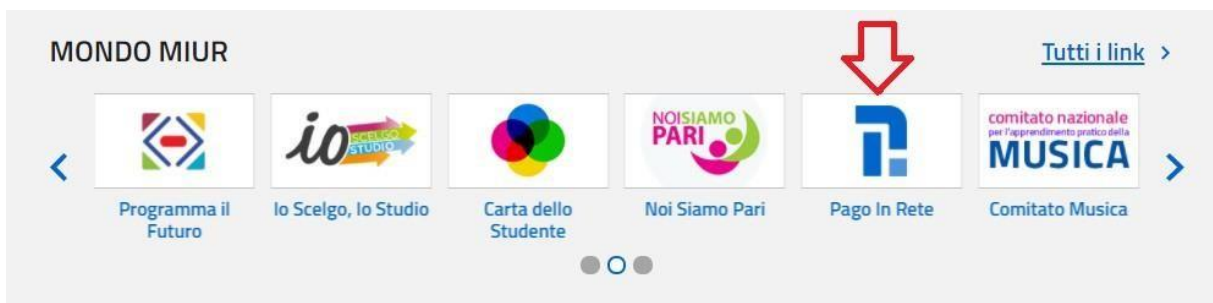 MONDO MIUR
Tutti i link >
io SCELGO
STUDIO
NOISIAMO
PARI
comitato nazionale
per l'apprendimento pratico della
MUSICA
Programma il
Futuro
Io Scelgo, Io Studio
Carta dello
Studente
Noi Siamo Pari
Pago In Rete
Comitato Musica